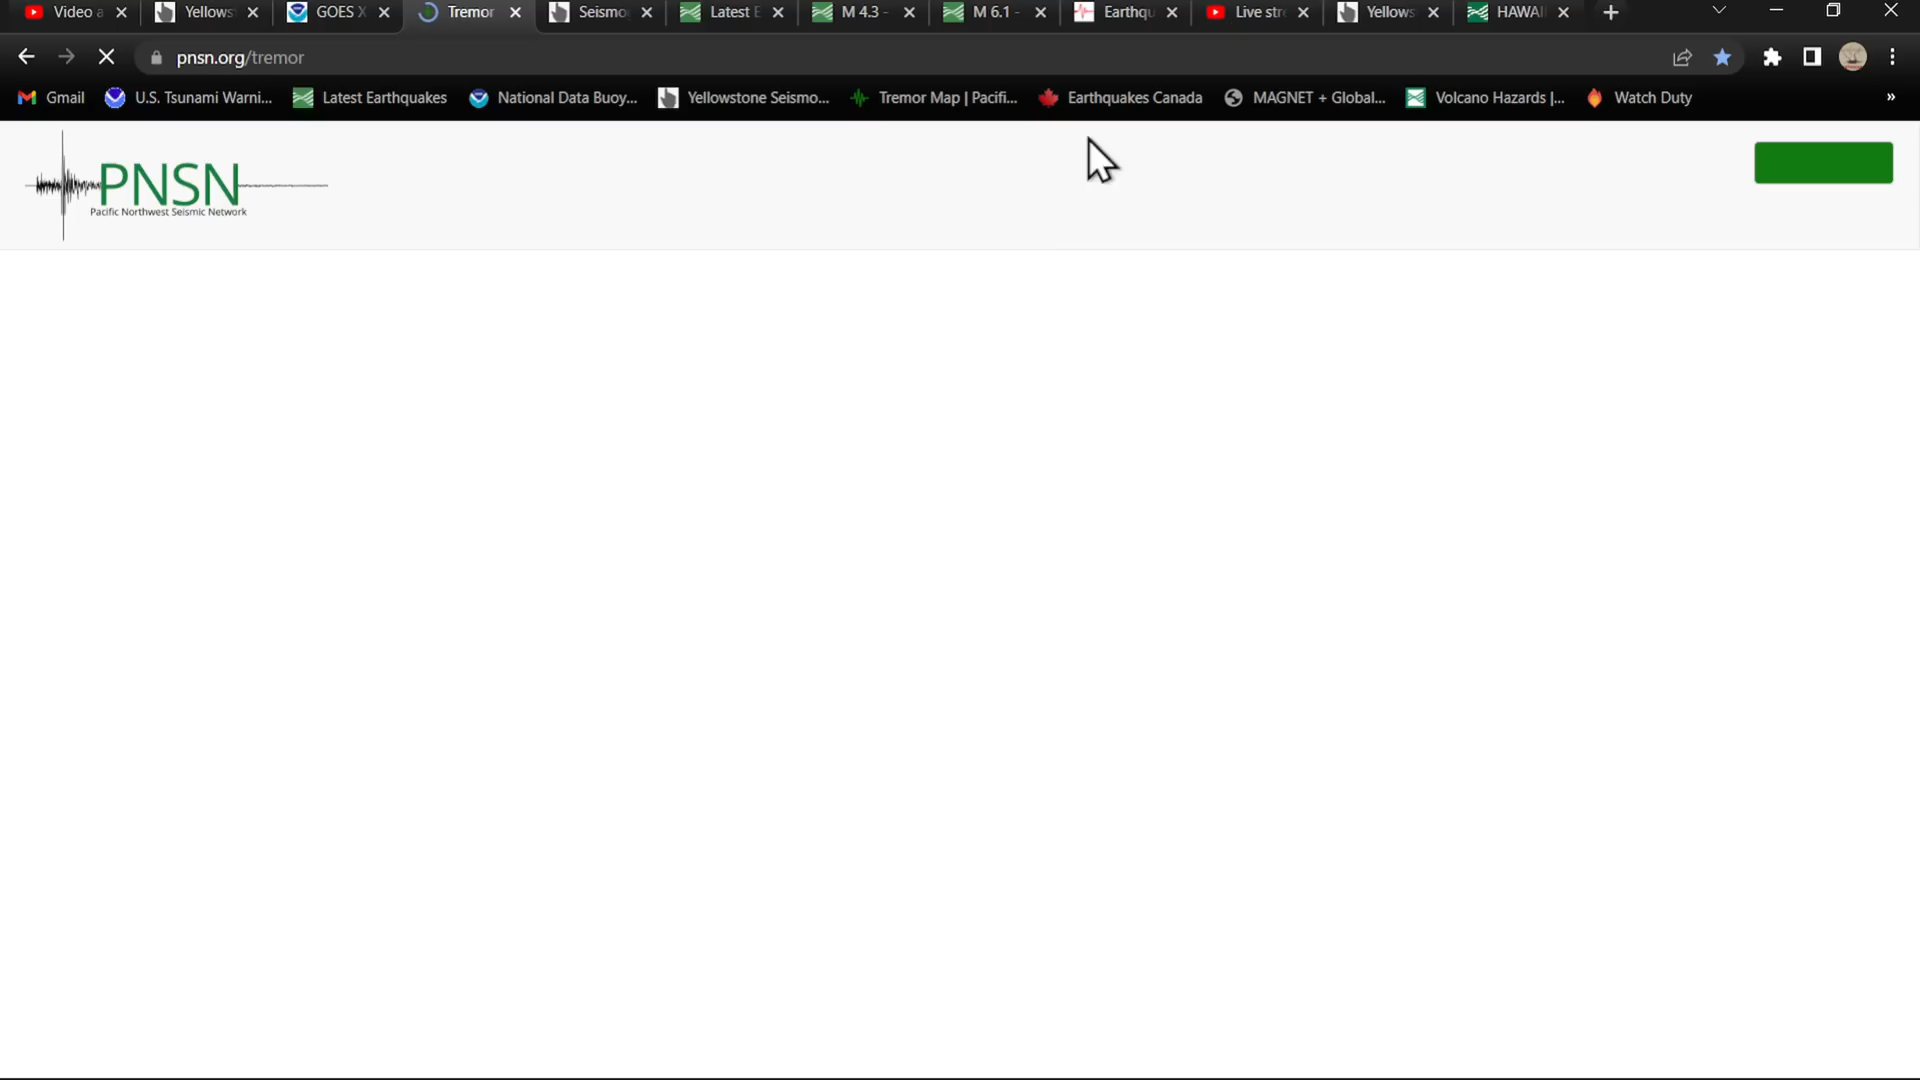 Video a
Yellows
GOES X
Tremor
Seismo
Latest E
M 4.3 -
M 6.1 -
Earthqu
Live str
Yellows
HAWAI
pnsn.org/tremor
Gmail
U.S. Tsunami Warni...
Latest Earthquakes
National Data Buoy...
Yellowstone Seismo...
Tremor Map | Pacifi...
Earthquakes Canada
MAGNET + Global...
Volcano Hazards |...
Watch Duty
»
PNSN
Pacific Northwest Seismic Network